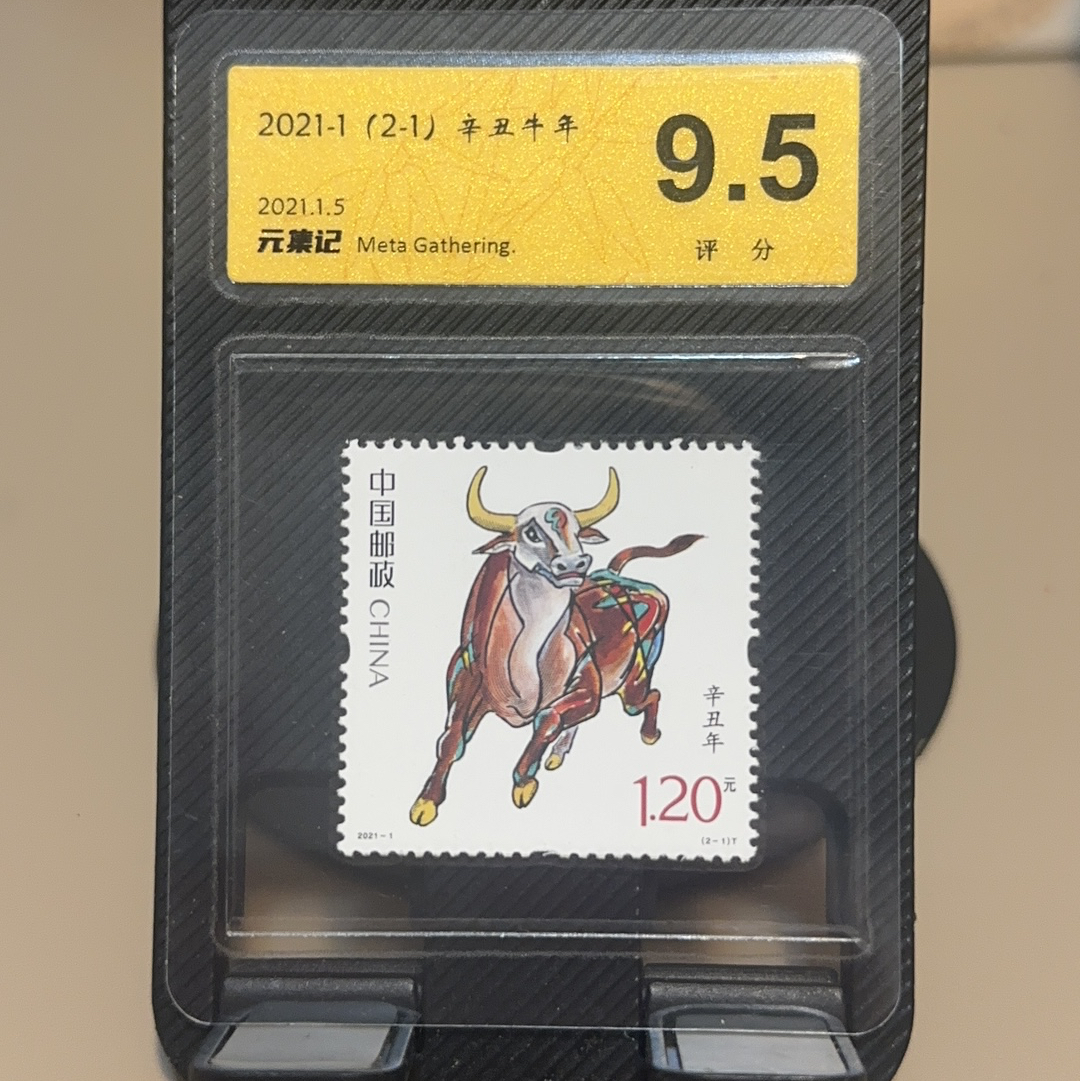 2021-1（2-1）辛丑牛年
9.5
2021.1.5
元集记 Meta Gathering.
评 分
中国邮政 CHINA
辛丑年
1.20元
2021-1
(2-1)T